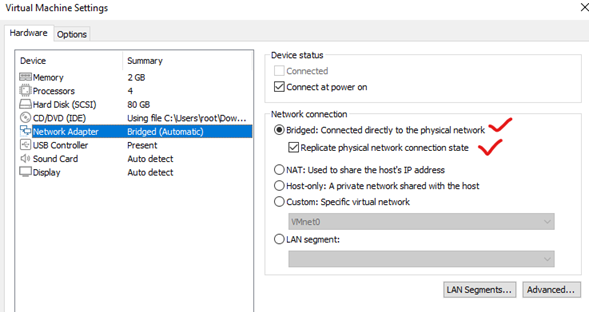 Virtual Machine Settings
Hardware Options
Device Summary
Memory 2 GB
Processors 4
Hard Disk (SCSI) 80 GB
CD/DVD (IDE) Using file C:\Users\root\Dow...
Network Adapter Bridged (Automatic)
USB Controller Present
Sound Card Auto detect
Display Auto detect
Device status
Connected
Connect at power on
Network connection
Bridged: Connected directly to the physical network
Replicate physical network connection state
NAT: Used to share the host's IP address
Host-only: A private network shared with the host
Custom: Specific virtual network
VMnet0
LAN segment:
LAN Segments... Advanced...